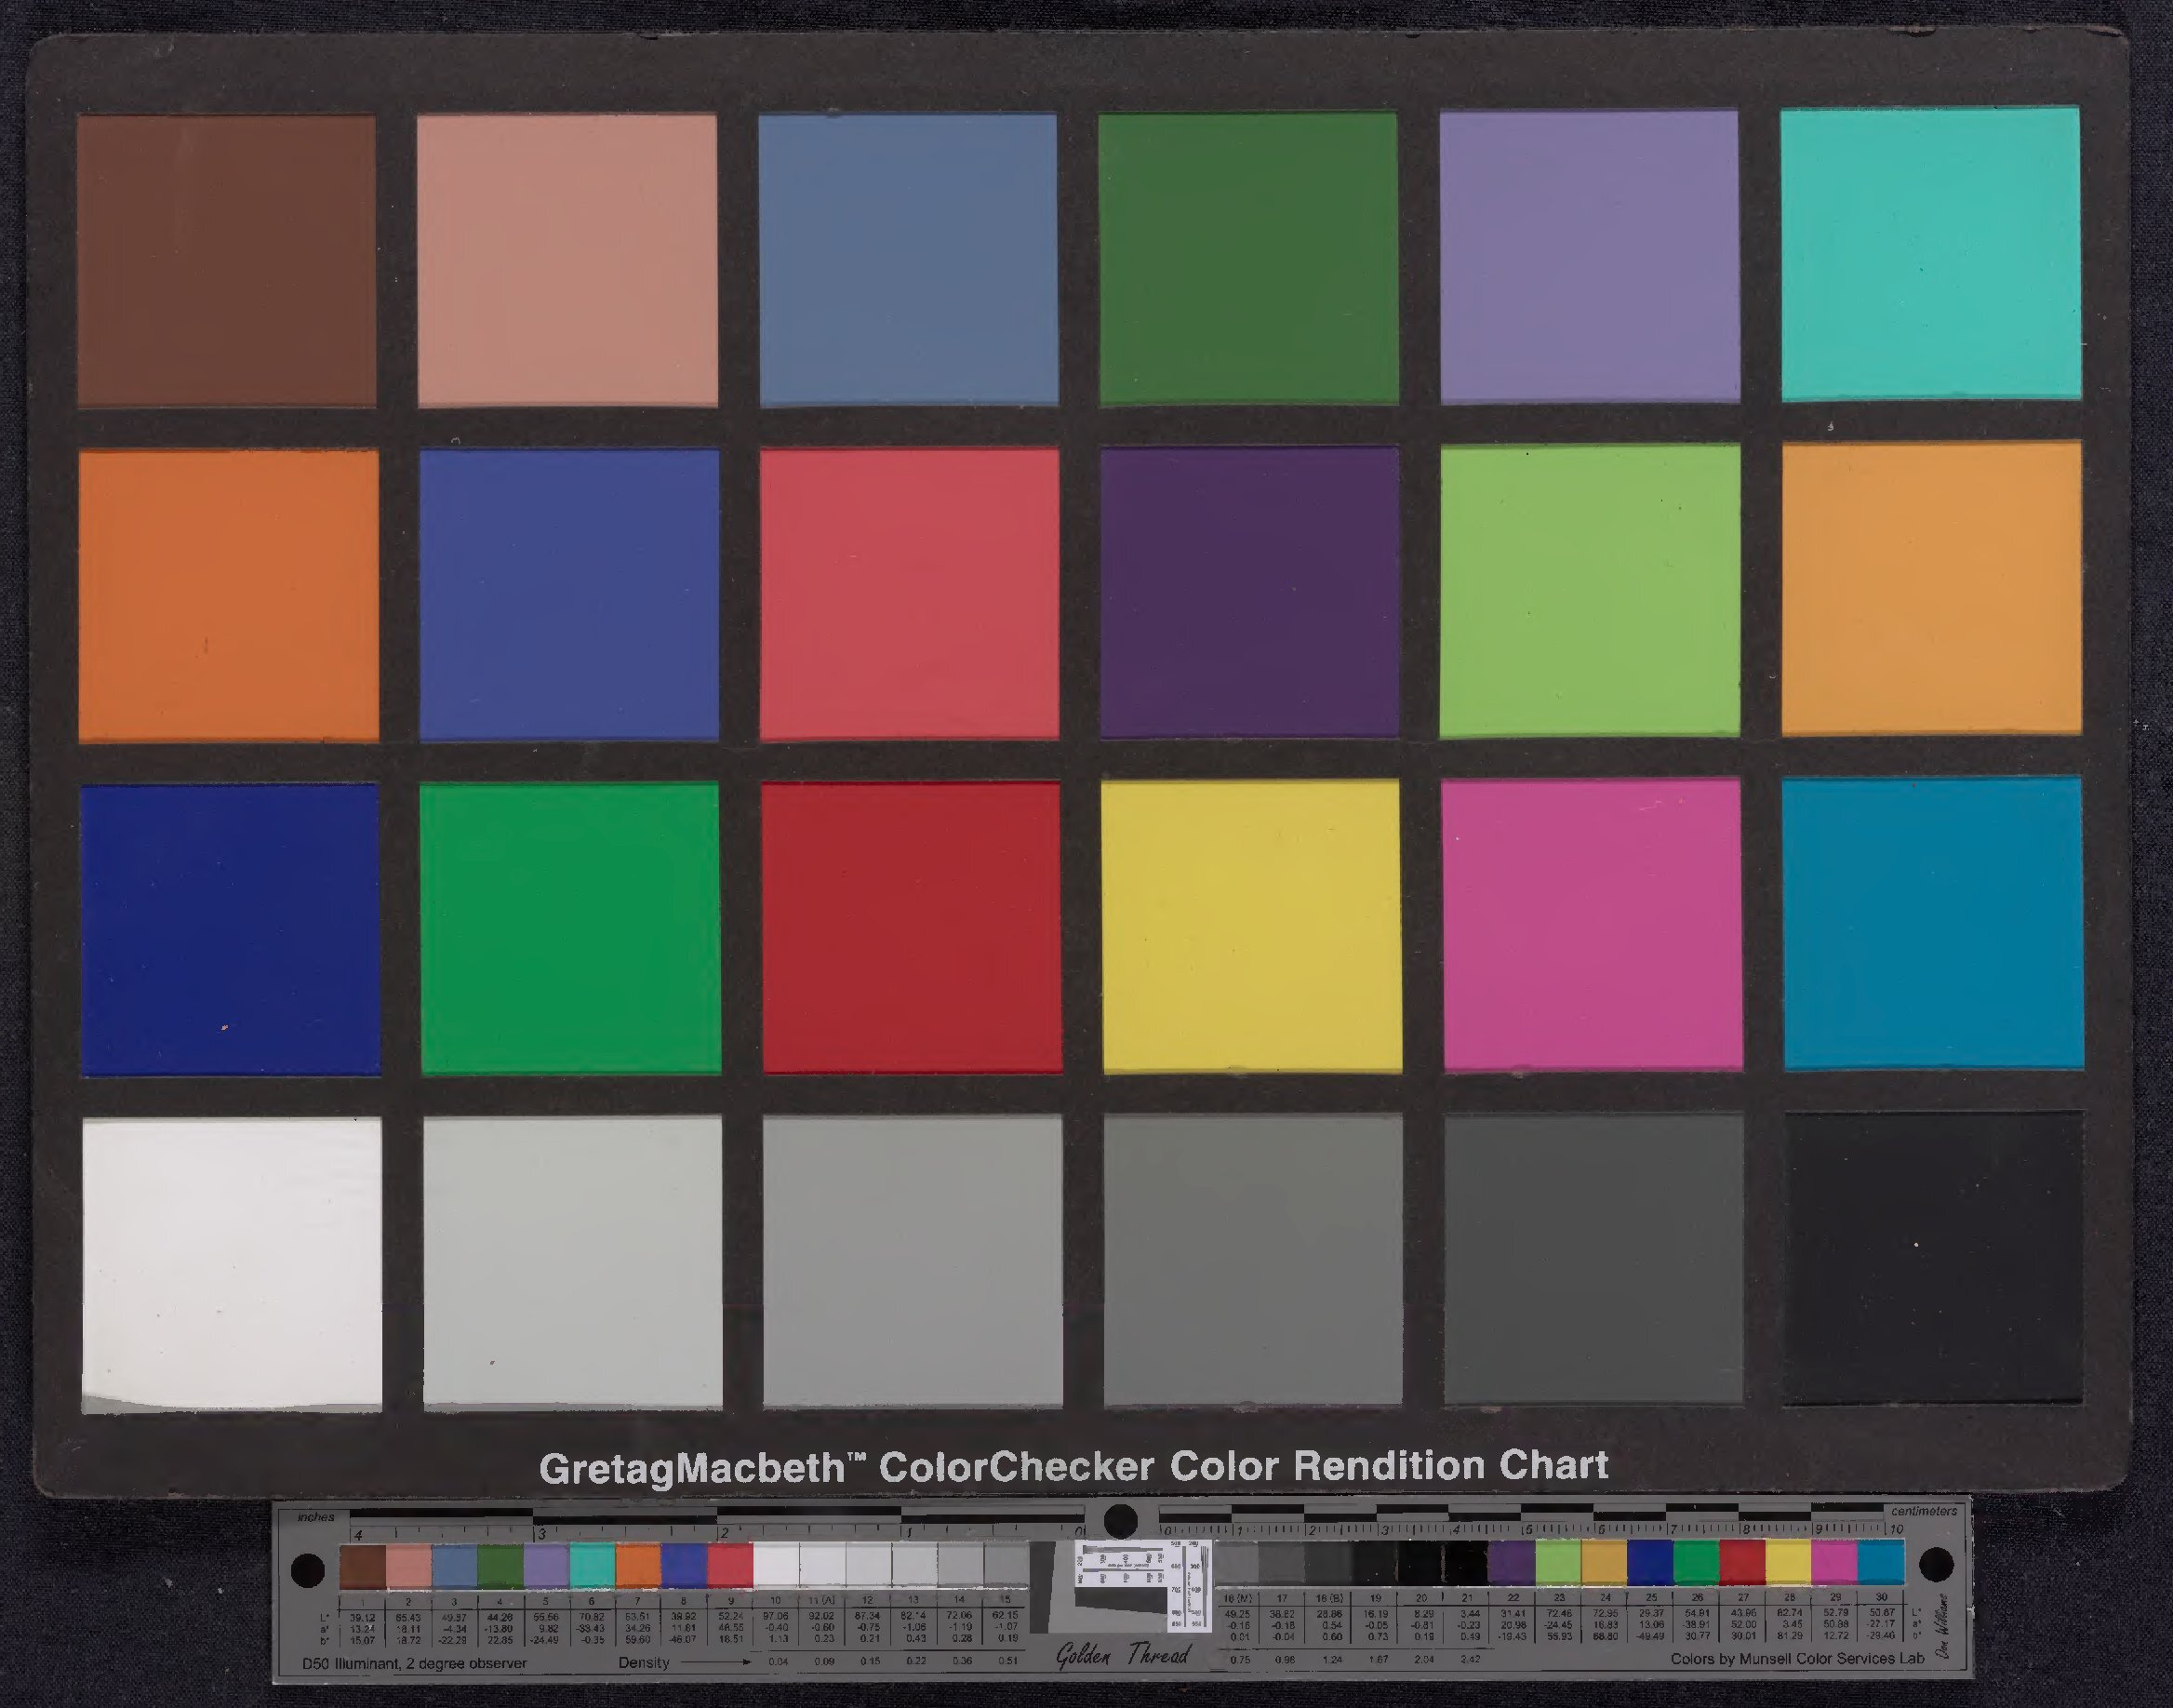 GretagMacbeth™ ColorChecker Color Rendition Chart
inches
centimeters
4 3 2 1 0
0 1 2 3 4 5 6 7 8 9 10
1 2 3 4 5 6 7 8 9 10 11 (A) 12 13 14 15
16 (M) 17 18 (B) 19 20 21 22 23 24 25 26 27 28 29 30
L* 39.12 65.43 49.87 44.26 55.56 70.82 63.51 39.92 52.24 97.06 92.02 87.34 82.14 72.06 62.15
49.25 38.62 28.86 16.19 8.29 3.44 31.41 72.46 72.95 29.37 54.91 43.96 82.74 52.79 50.87 L*
a* 13.24 18.11 -4.34 -13.80 9.82 -33.43 34.26 11.81 48.55 -0.40 -0.60 -0.75 -1.06 -1.19 -1.07
-0.16 -0.18 0.54 -0.05 -0.81 -0.23 20.98 -24.45 16.83 13.06 -38.91 52.00 3.45 50.88 -27.17 a*
b* 15.07 18.72 -22.29 22.85 -24.49 -0.35 59.60 -46.07 18.51 1.13 0.23 0.21 0.43 0.28 0.19
0.01 -0.04 0.60 0.73 0.19 0.49 -19.43 55.93 68.80 -49.49 30.77 30.01 81.29 12.72 -29.46 b*
D50 Illuminant, 2 degree observer
Density 0.04 0.09 0.15 0.22 0.36 0.51
Golden Thread
0.75 0.98 1.24 1.67 2.04 2.42
Colors by Munsell Color Services Lab
Don Williams